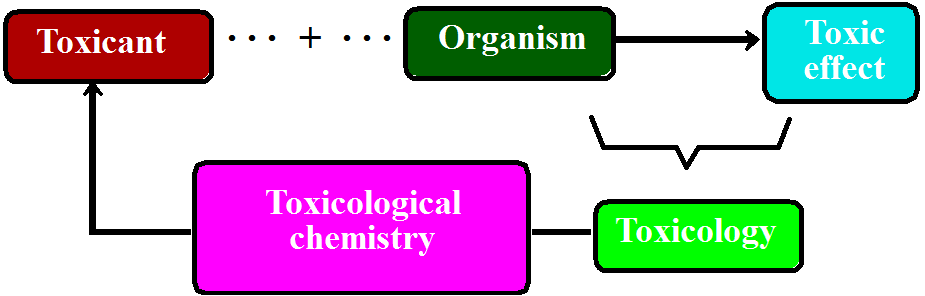 Toxicant ··· + ··· Organism
Toxic
effect
Toxicological
chemistry
Toxicology